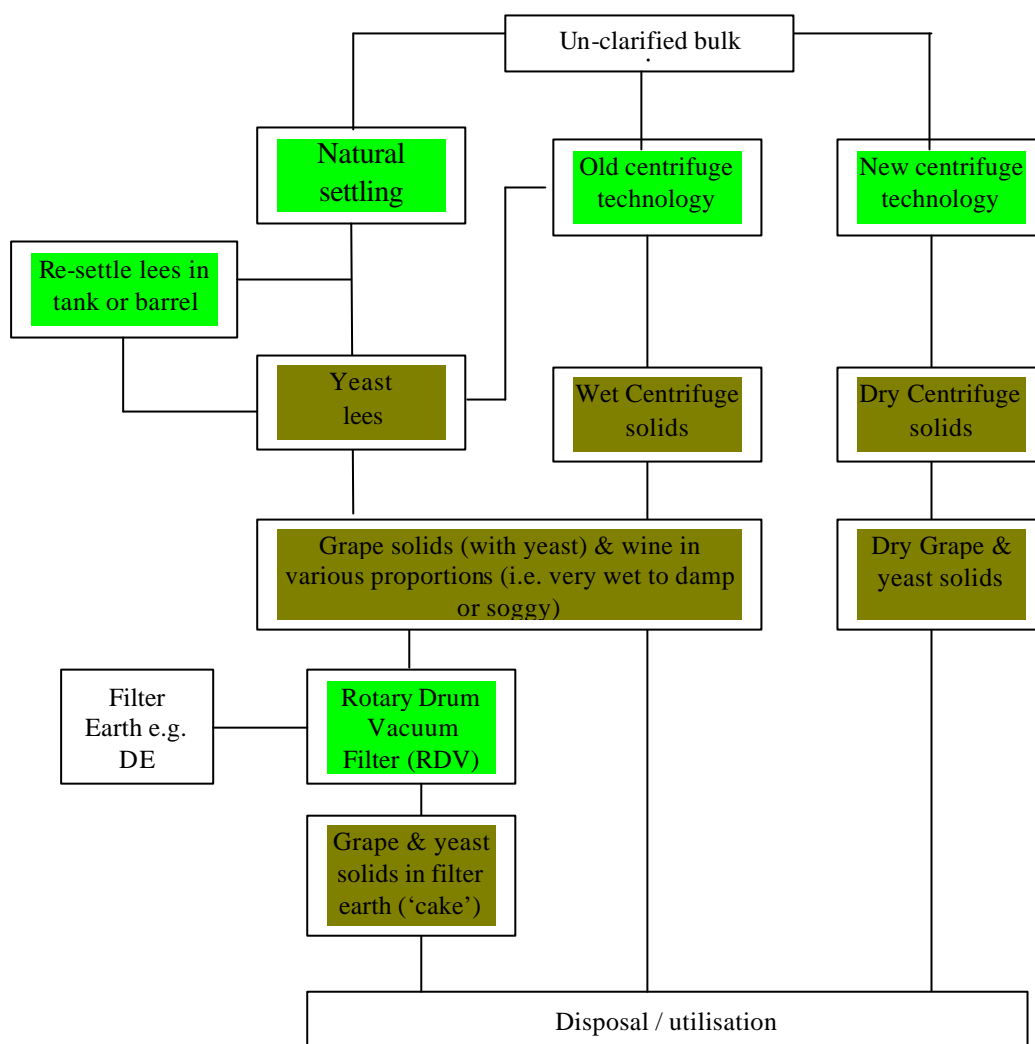 Un-clarified bulk
.
Natural
settling
Old centrifuge
technology
New centrifuge
technology
Re-settle lees in
tank or barrel
Yeast
lees
Wet Centrifuge
solids
Dry Centrifuge
solids
Grape solids (with yeast) & wine in
various proportions (i.e. very wet to damp
or soggy)
Dry Grape &
yeast solids
Filter
Earth e.g.
DE
Rotary Drum
Vacuum
Filter (RDV)
Grape & yeast
solids in filter
earth (‘cake’)
Disposal / utilisation